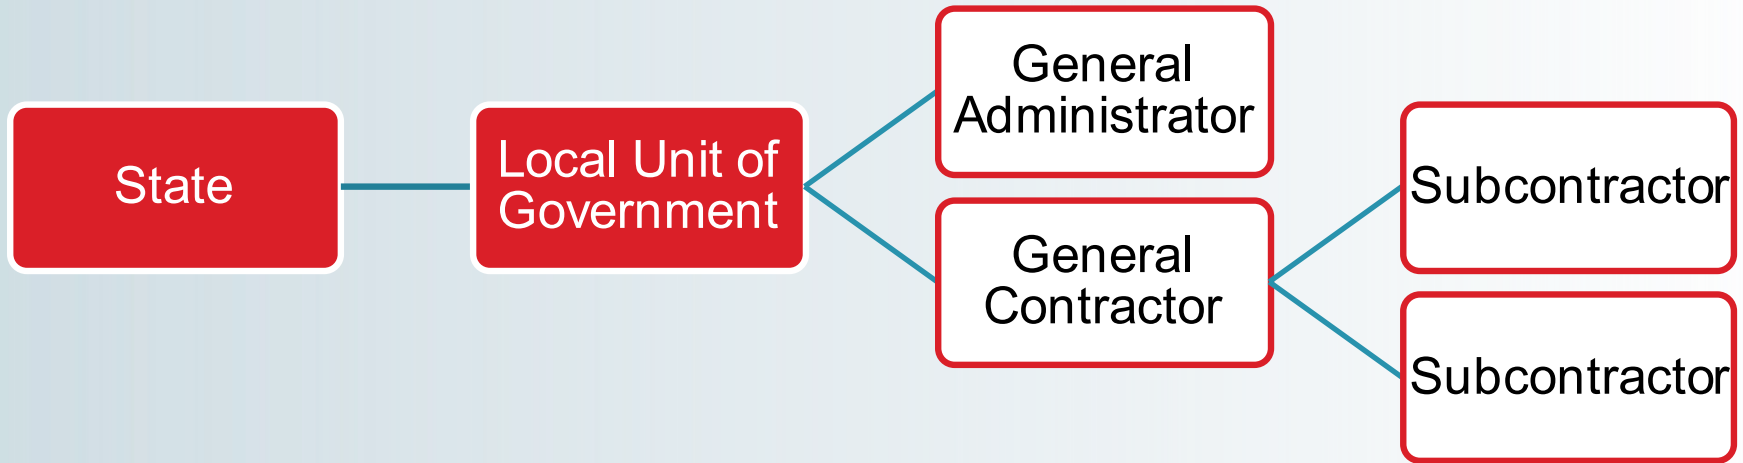 State
Local Unit of
Government
General
Administrator
General
Contractor
Subcontractor
Subcontractor